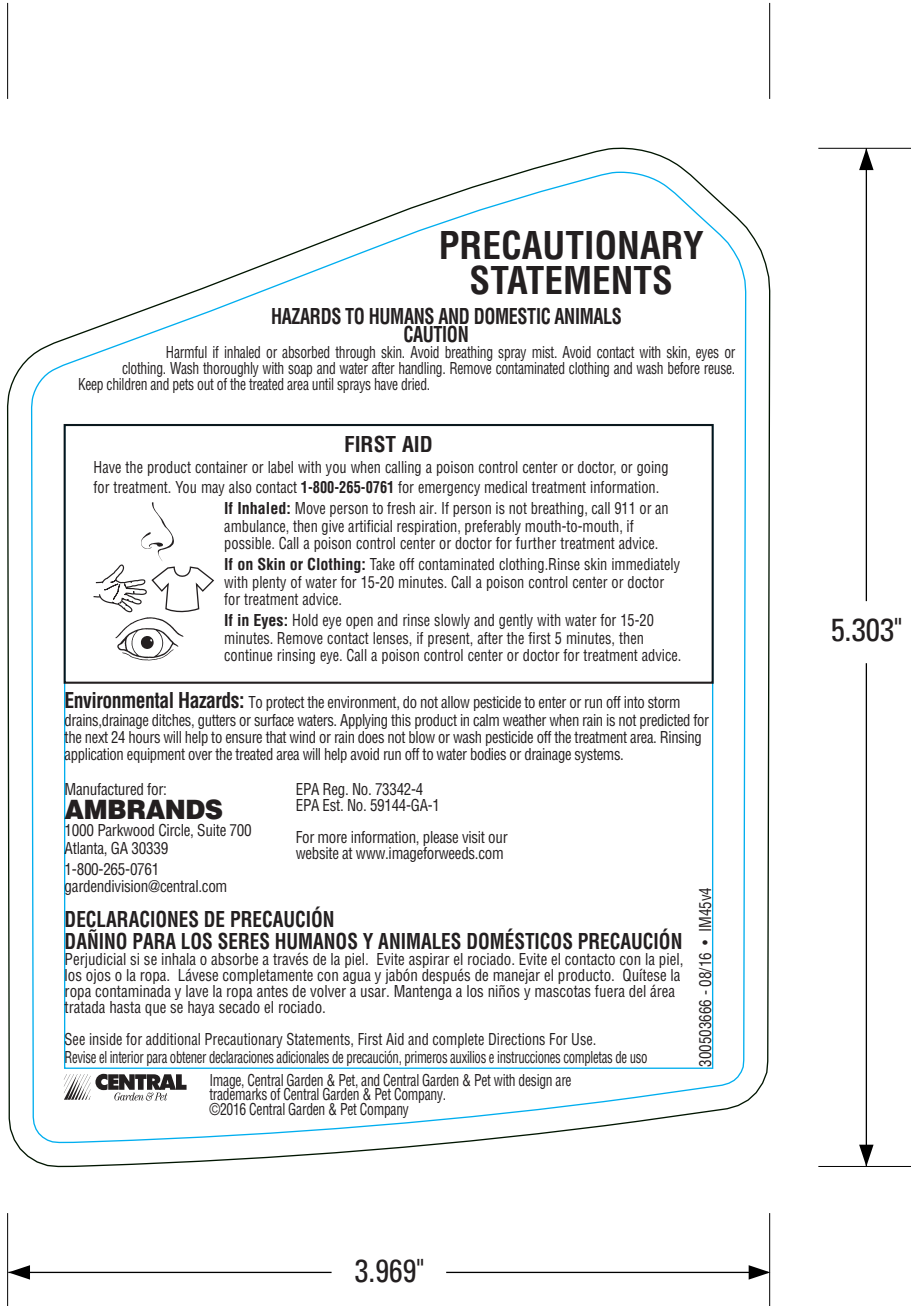 PRECAUTIONARY
STATEMENTS
HAZARDS TO HUMANS AND DOMESTIC ANIMALS
CAUTION
Harmful if inhaled or absorbed through skin. Avoid breathing spray mist. Avoid contact with skin, eyes or
clothing. Wash thoroughly with soap and water after handling. Remove contaminated clothing and wash before reuse.
Keep children and pets out of the treated area until sprays have dried.
FIRST AID
Have the product container or label with you when calling a poison control center or doctor, or going
for treatment. You may also contact 1-800-265-0761 for emergency medical treatment information.
If Inhaled: Move person to fresh air. If person is not breathing, call 911 or an
ambulance, then give artificial respiration, preferably mouth-to-mouth, if
possible. Call a poison control center or doctor for further treatment advice.
If on Skin or Clothing: Take off contaminated clothing.Rinse skin immediately
with plenty of water for 15-20 minutes. Call a poison control center or doctor
for treatment advice.
If in Eyes: Hold eye open and rinse slowly and gently with water for 15-20
minutes. Remove contact lenses, if present, after the first 5 minutes, then
continue rinsing eye. Call a poison control center or doctor for treatment advice.
Environmental Hazards: To protect the environment, do not allow pesticide to enter or run off into storm
drains,drainage ditches, gutters or surface waters. Applying this product in calm weather when rain is not predicted for
the next 24 hours will help to ensure that wind or rain does not blow or wash pesticide off the treatment area. Rinsing
application equipment over the treated area will help avoid run off to water bodies or drainage systems.
Manufactured for:
AMBRANDS
1000 Parkwood Circle, Suite 700
Atlanta, GA 30339
1-800-265-0761
gardendivision@central.com
EPA Reg. No. 73342-4
EPA Est. No. 59144-GA-1
For more information, please visit our
website at www.imageforweeds.com
DECLARACIONES DE PRECAUCIÓN
DAÑINO PARA LOS SERES HUMANOS Y ANIMALES DOMÉSTICOS PRECAUCIÓN
Perjudicial si se inhala o absorbe a través de la piel. Evite aspirar el rociado. Evite el contacto con la piel,
los ojos o la ropa. Lávese completamente con agua y jabón después de manejar el producto. Quítese la
ropa contaminada y lave la ropa antes de volver a usar. Mantenga a los niños y mascotas fuera del área
tratada hasta que se haya secado el rociado.
See inside for additional Precautionary Statements, First Aid and complete Directions For Use.
Revise el interior para obtener declaraciones adicionales de precaución, primeros auxilios e instrucciones completas de uso
300503666 - 08/16 • IM45v4
CENTRAL
Garden & Pet
Image, Central Garden & Pet, and Central Garden & Pet with design are
trademarks of Central Garden & Pet Company.
©2016 Central Garden & Pet Company
5.303"
3.969"